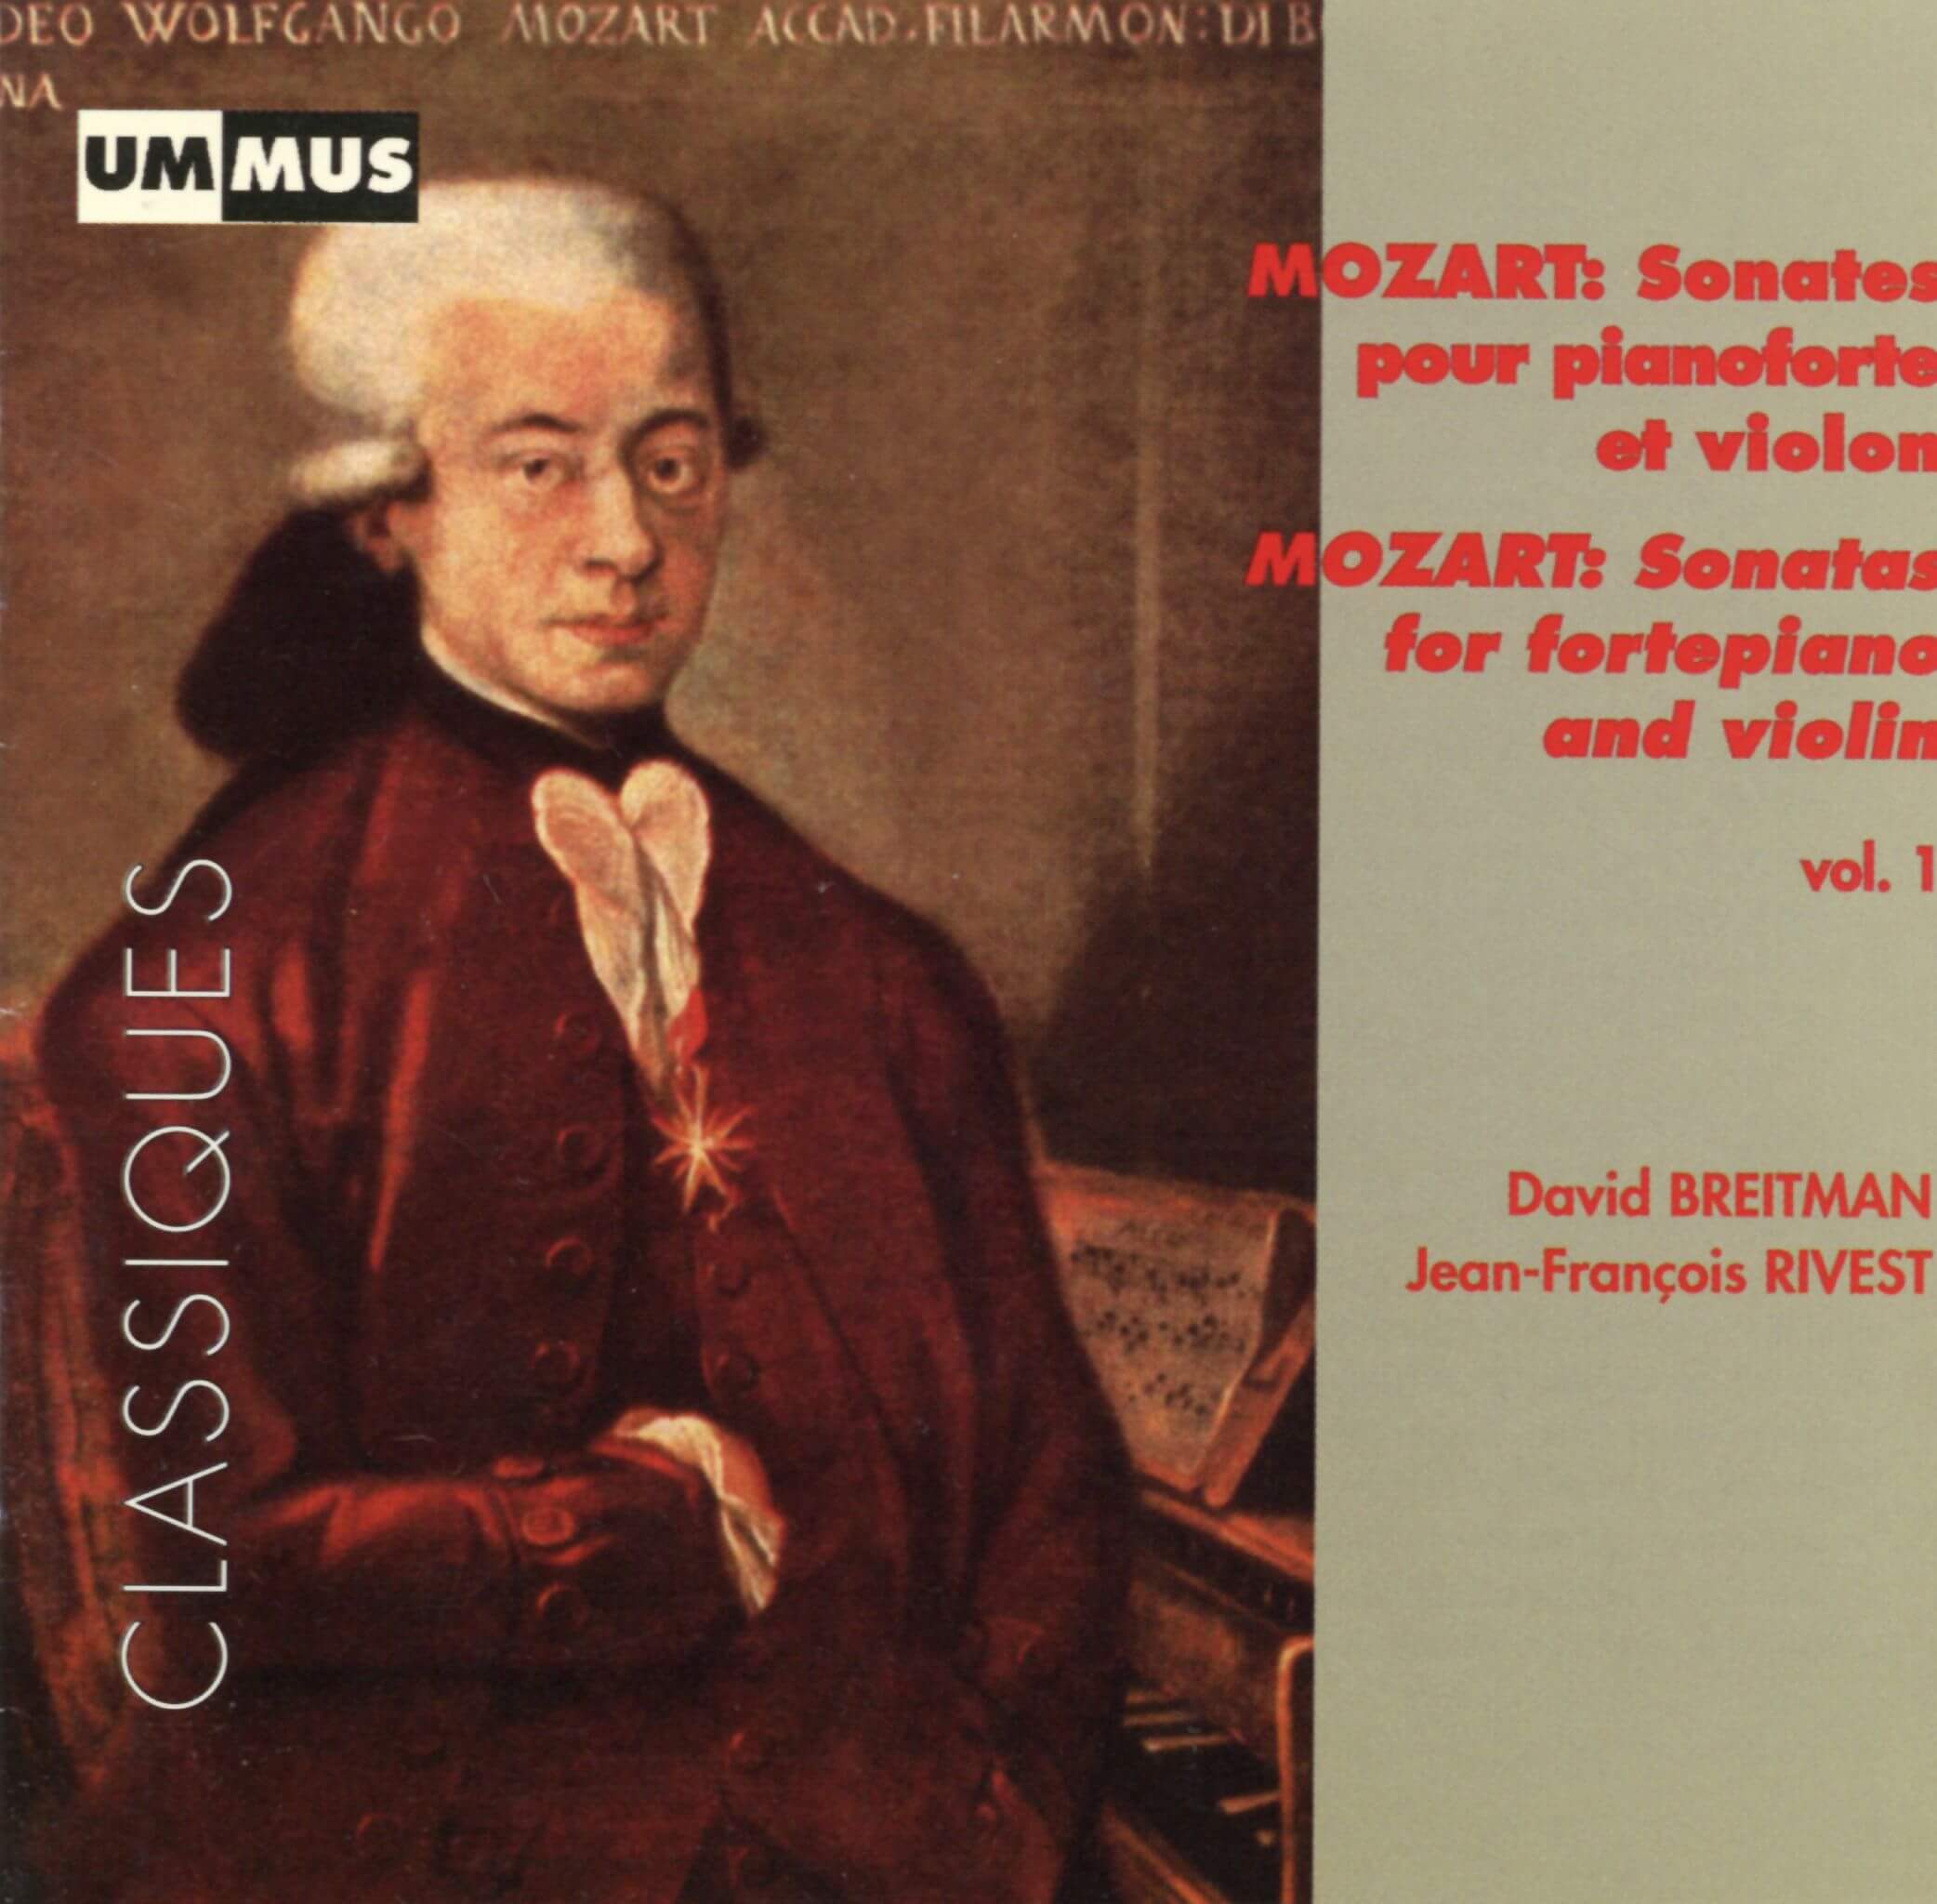 DEO WOLFGANGO MOZART ACCAD. FILARMON: DI B
NA
UMMUS
MOZART: Sonates
pour pianoforte
et violon
MOZART: Sonatas
for fortepiano
and violin
vol. 1
David BREITMAN
Jean-François RIVEST
CLASSIQUES